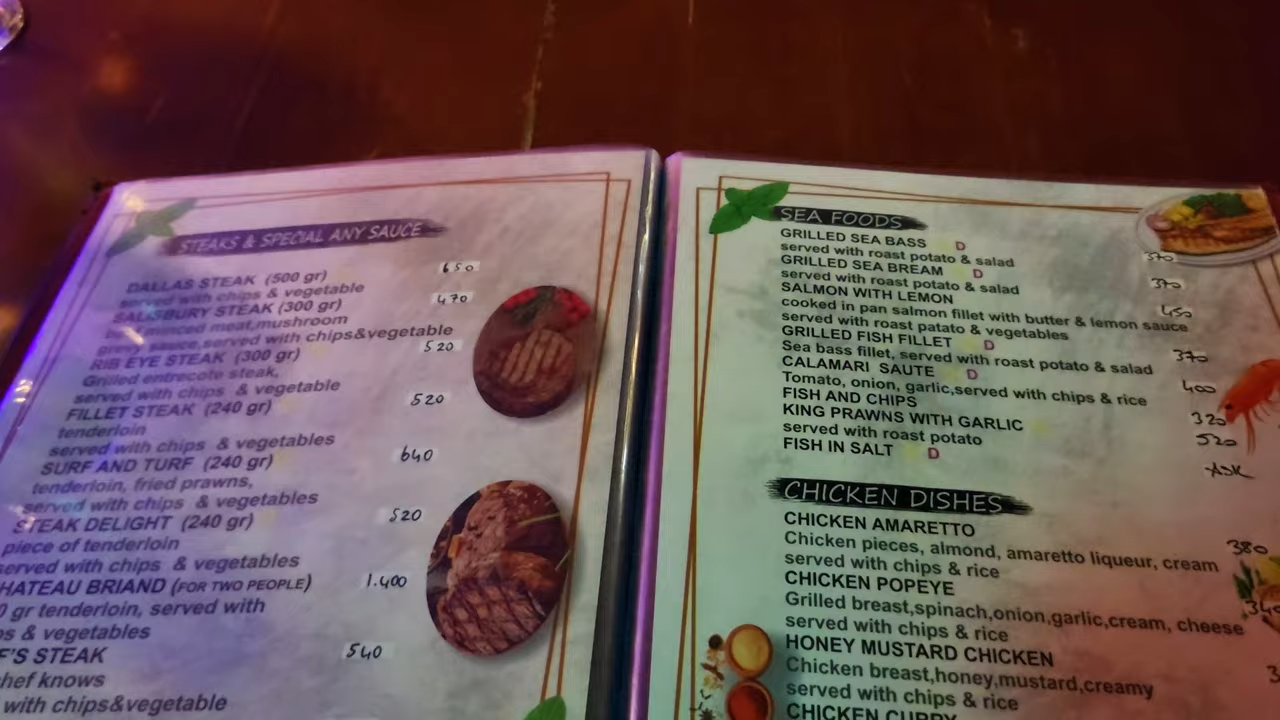 STEAKS & SPECIAL ANY SAUCE
DALLAS STEAK (500 gr) 650
served with chips & vegetable
SALISBURY STEAK (300 gr) 470
minced meat,mushroom
served with chips&vegetable
RIB EYE STEAK (300 gr) 520
Grilled entrecote steak,
served with chips & vegetable
FILLET STEAK (240 gr) 520
tenderloin
served with chips & vegetables
SURF AND TURF (240 gr) 640
tenderloin, fried prawns,
served with chips & vegetables
STEAK DELIGHT (240 gr) 520
piece of tenderloin
served with chips & vegetables
HATEAU BRIAND (FOR TWO PEOPLE) 1.400
0 gr tenderloin, served with
ps & vegetables
F'S STEAK 540
hef knows
with chips&vegetable
SEA FOODS
GRILLED SEA BASS D
served with roast potato & salad 370
GRILLED SEA BREAM D
served with roast potato & salad 370
SALMON WITH LEMON
cooked in pan salmon fillet with butter & lemon sauce 450
served with roast patato & vegetables
GRILLED FISH FILLET D
Sea bass fillet, served with roast potato & salad 370
CALAMARI SAUTE D
Tomato, onion, garlic,served with chips & rice 400
FISH AND CHIPS 320
KING PRAWNS WITH GARLIC 520
served with roast potato
FISH IN SALT D ASK
CHICKEN DISHES
CHICKEN AMARETTO
Chicken pieces, almond, amaretto liqueur, cream 380
served with chips & rice
CHICKEN POPEYE
Grilled breast,spinach,onion,garlic,cream, cheese
served with chips & rice
HONEY MUSTARD CHICKEN
Chicken breast,honey,mustard,creamy
served with chips & rice
CHICKEN CURRY